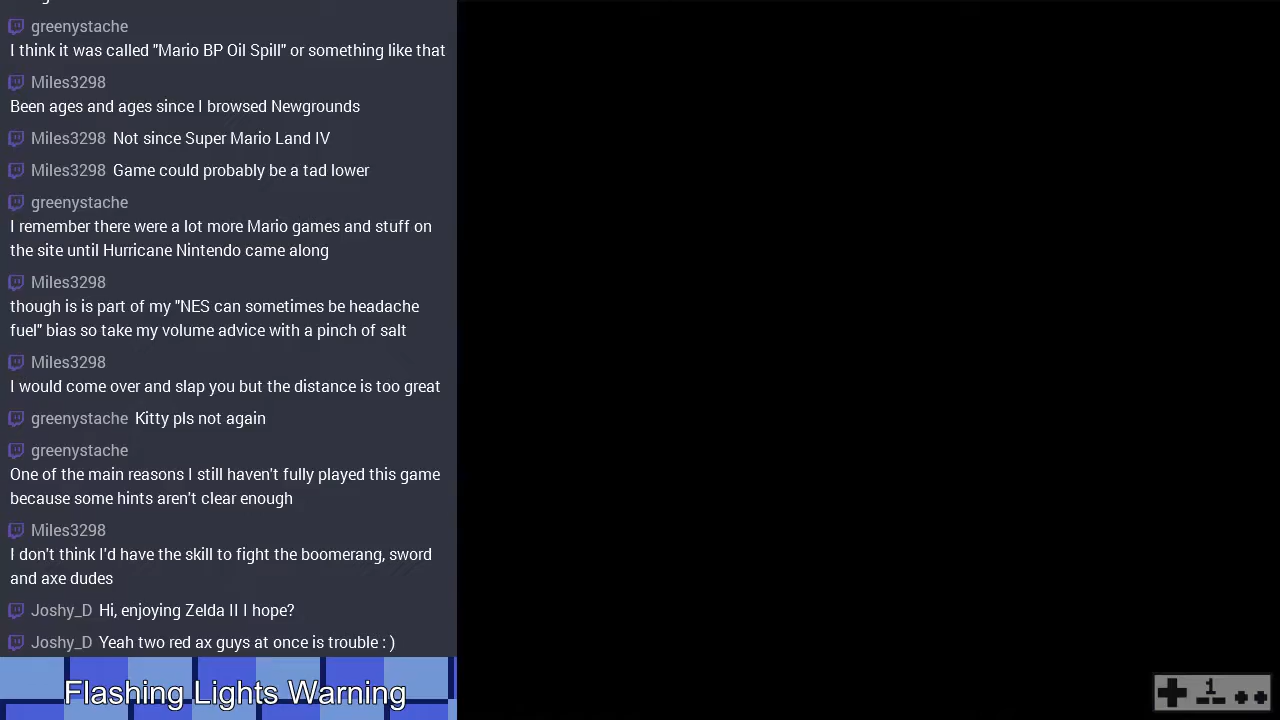 greenystache
I think it was called "Mario BP Oil Spill" or something like that
Miles3298
Been ages and ages since I browsed Newgrounds
Miles3298 Not since Super Mario Land IV
Miles3298 Game could probably be a tad lower
greenystache
I remember there were a lot more Mario games and stuff on
the site until Hurricane Nintendo came along
Miles3298
though is is part of my "NES can sometimes be headache
fuel" bias so take my volume advice with a pinch of salt
Miles3298
I would come over and slap you but the distance is too great
greenystache Kitty pls not again
greenystache
One of the main reasons I still haven't fully played this game
because some hints aren't clear enough
Miles3298
I don't think I'd have the skill to fight the boomerang, sword
and axe dudes
Joshy_D Hi, enjoying Zelda II I hope?
Joshy_D Yeah two red ax guys at once is trouble : )
Flashing Lights Warning
1